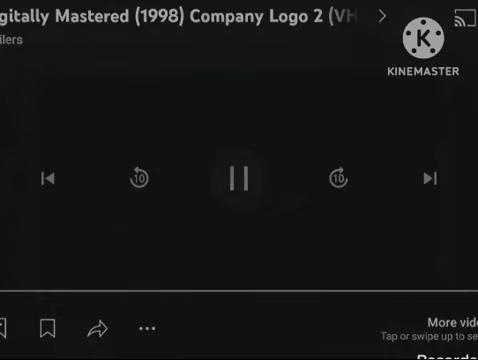 gitally Mastered (1998) Company Logo 2 (VH
ilers
K
KINEMASTER
10
10
More vide
Tap or swipe up to se